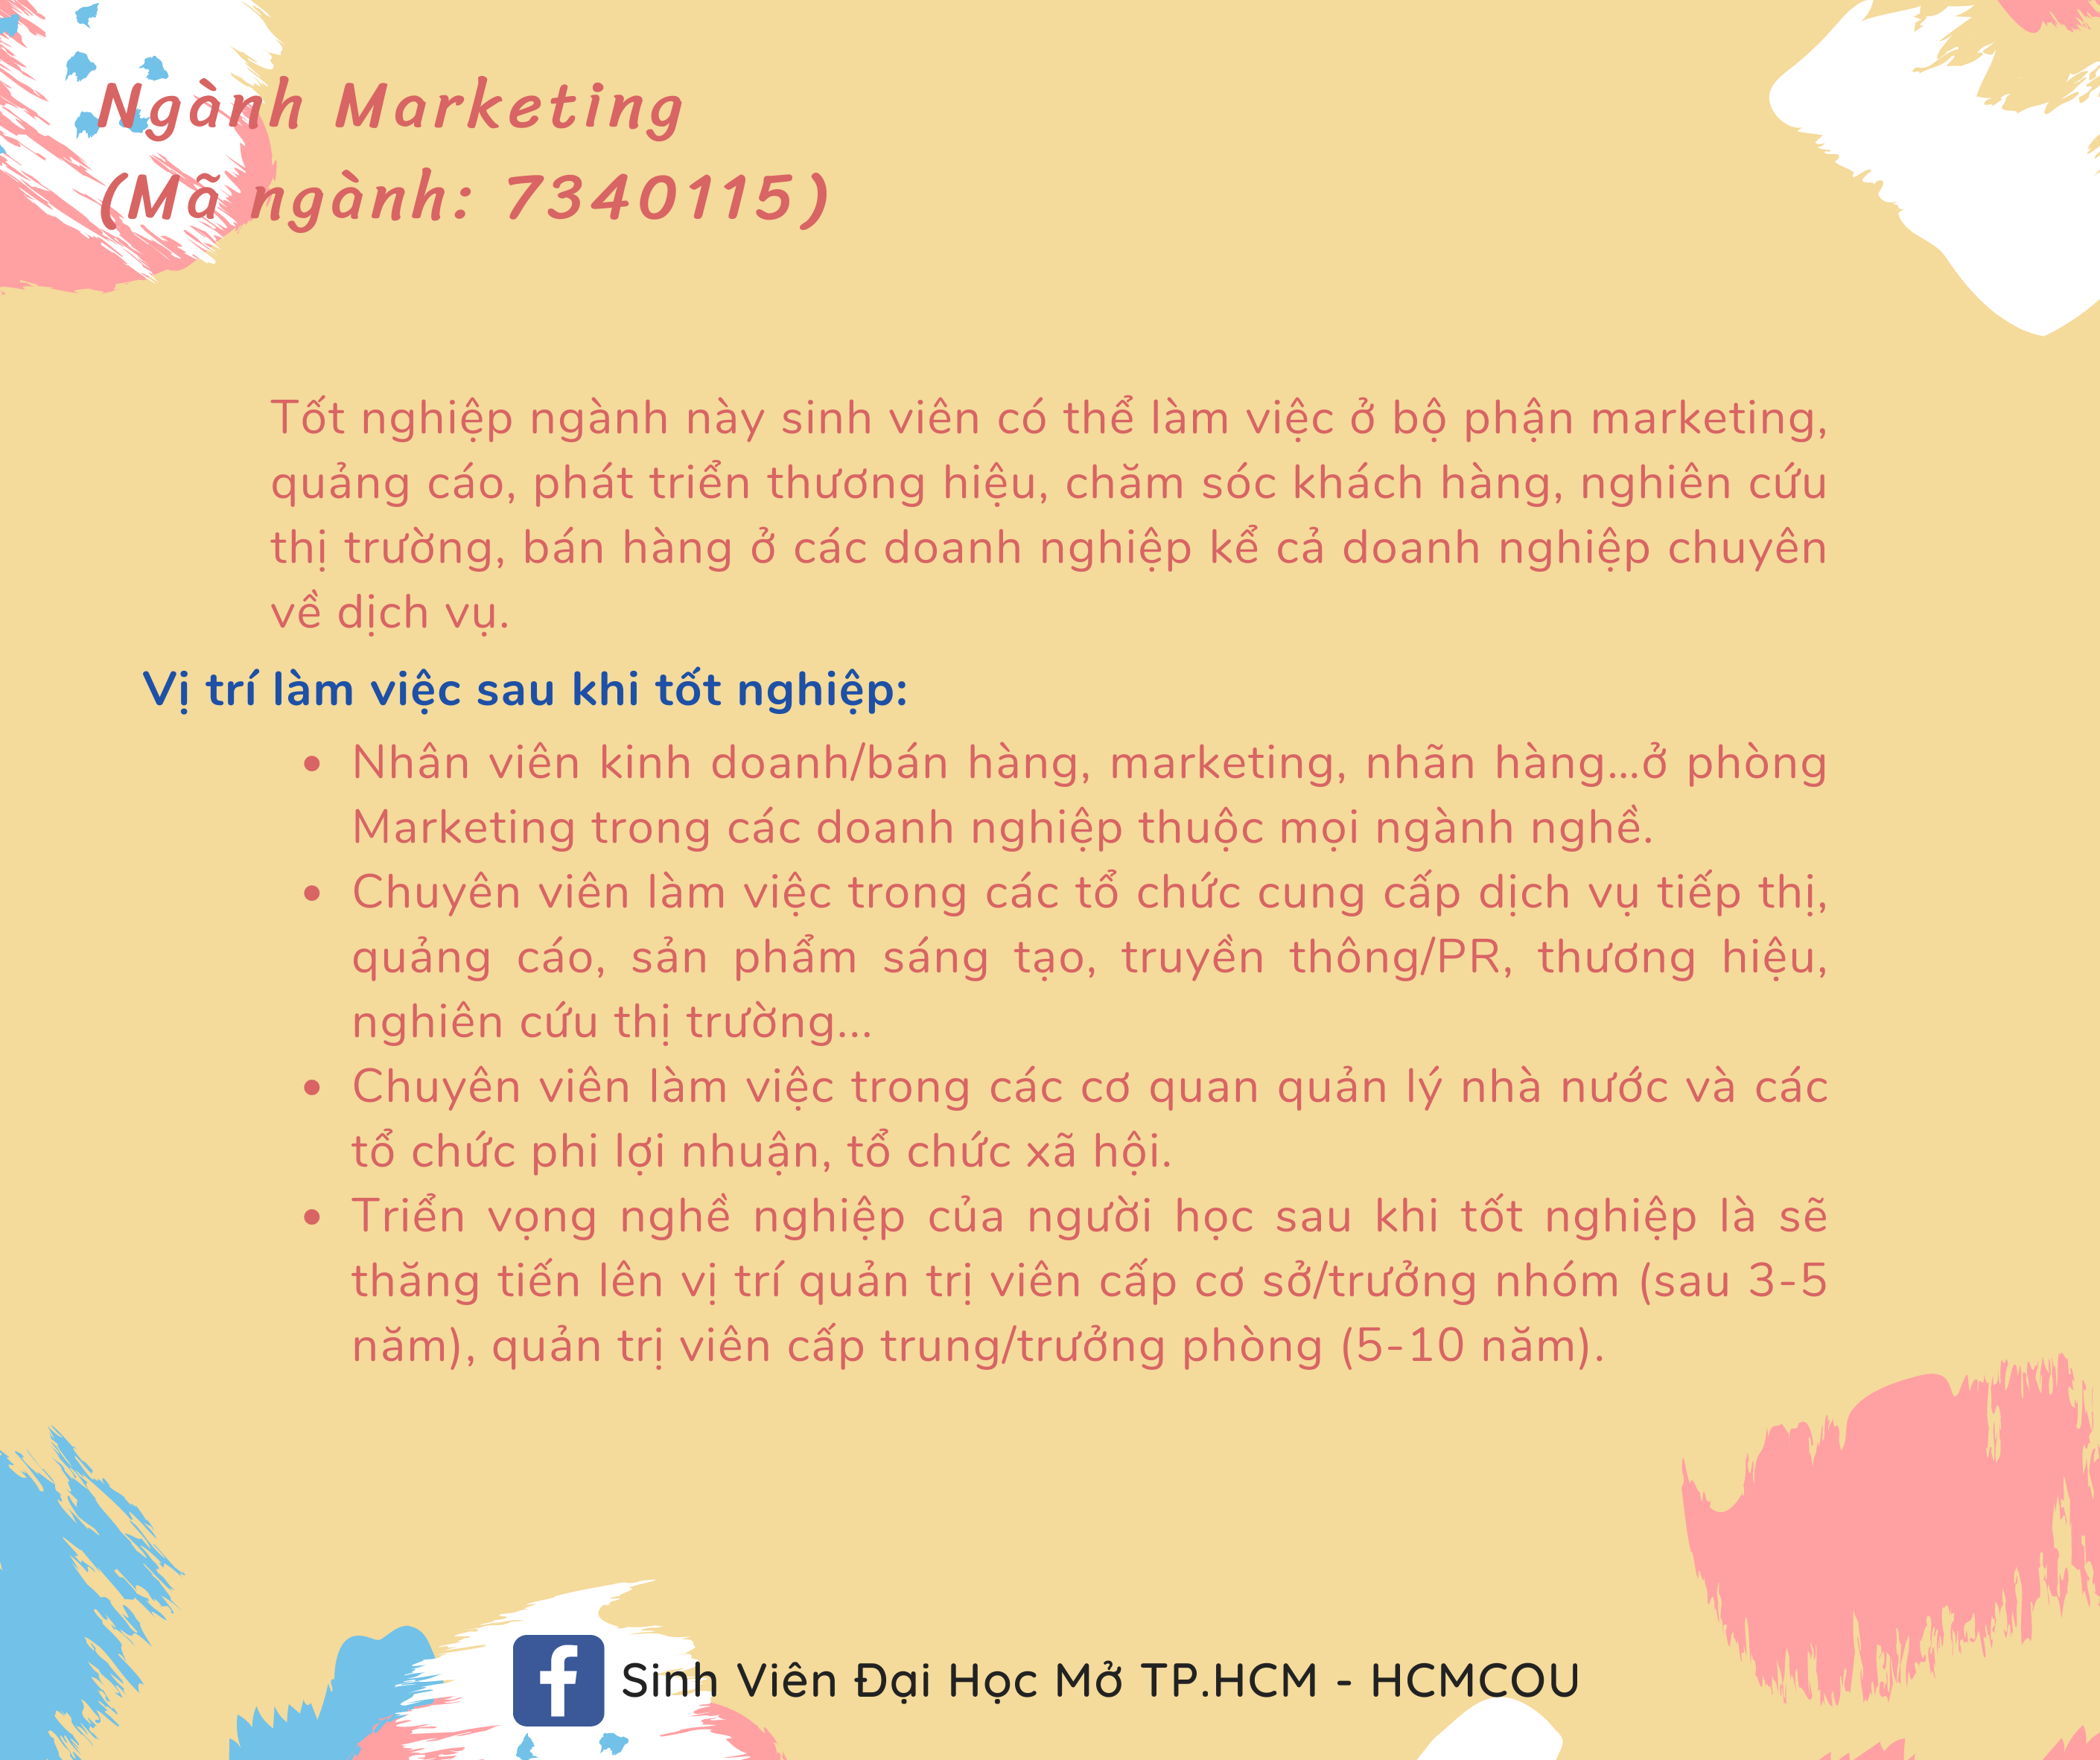 Ngành Marketing
(Mã ngành: 7340115)
Tốt nghiệp ngành này sinh viên có thể làm việc ở bộ phận marketing,
quảng cáo, phát triển thương hiệu, chăm sóc khách hàng, nghiên cứu
thị trường, bán hàng ở các doanh nghiệp kể cả doanh nghiệp chuyên
về dịch vụ.
Vị trí làm việc sau khi tốt nghiệp:
• Nhân viên kinh doanh/bán hàng, marketing, nhãn hàng...ở phòng
Marketing trong các doanh nghiệp thuộc mọi ngành nghề.
• Chuyên viên làm việc trong các tổ chức cung cấp dịch vụ tiếp thị,
quảng cáo, sản phẩm sáng tạo, truyền thông/PR, thương hiệu,
nghiên cứu thị trường...
• Chuyên viên làm việc trong các cơ quan quản lý nhà nước và các
tổ chức phi lợi nhuận, tổ chức xã hội.
• Triển vọng nghề nghiệp của người học sau khi tốt nghiệp là sẽ
thăng tiến lên vị trí quản trị viên cấp cơ sở/trưởng nhóm (sau 3-5
năm), quản trị viên cấp trung/trưởng phòng (5-10 năm).
Sinh Viên Đại Học Mở TP.HCM - HCMCOU